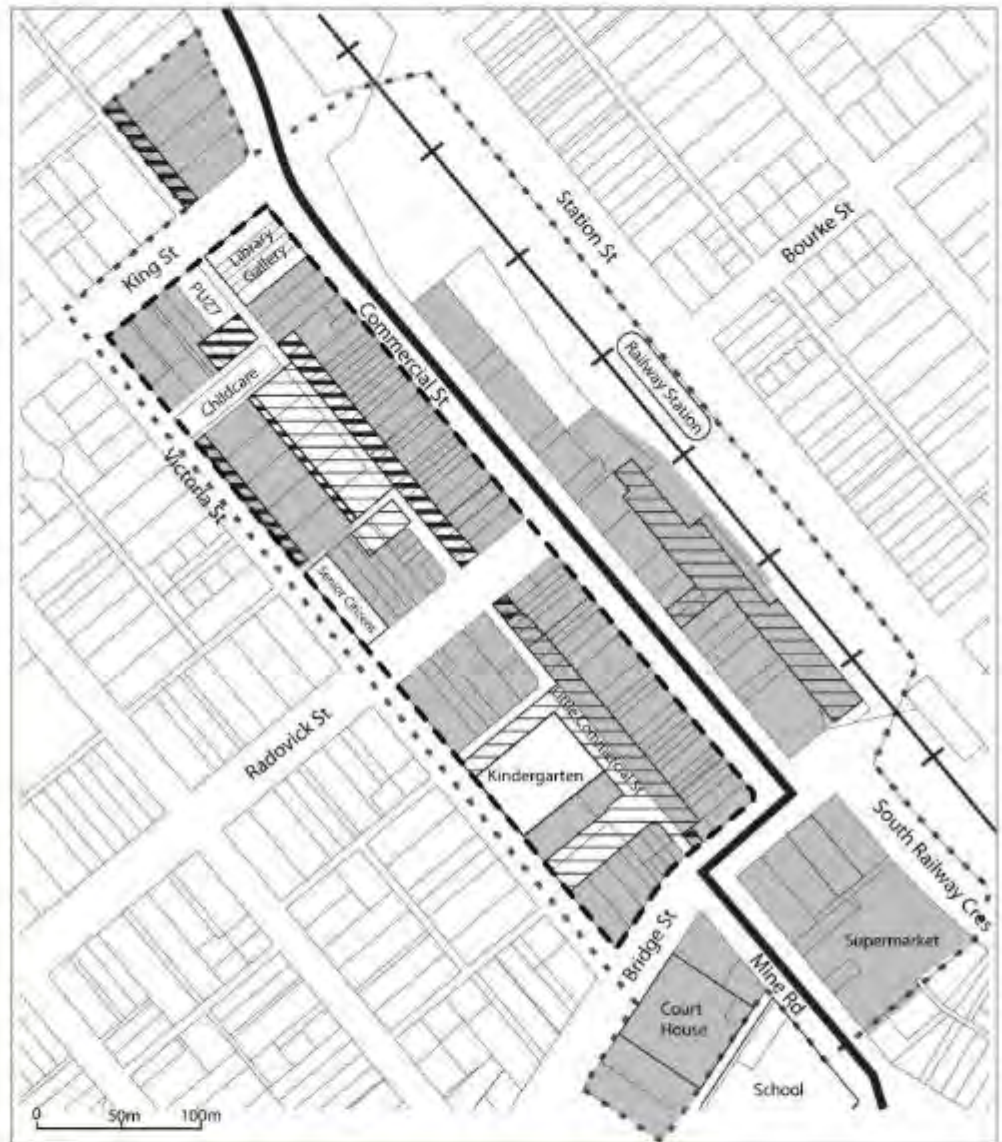 Station St
Bourke St
King St
Library
Gallery
PUZ7
Commercial St
Railway Station
Childcare
Victoria St
Senior Citizens
Radovick St
Little Commercial St
Kindergarten
South Railway Cres
Supermarket
Bridge St
Mine Rd
Court
House
School
0 50m 100m